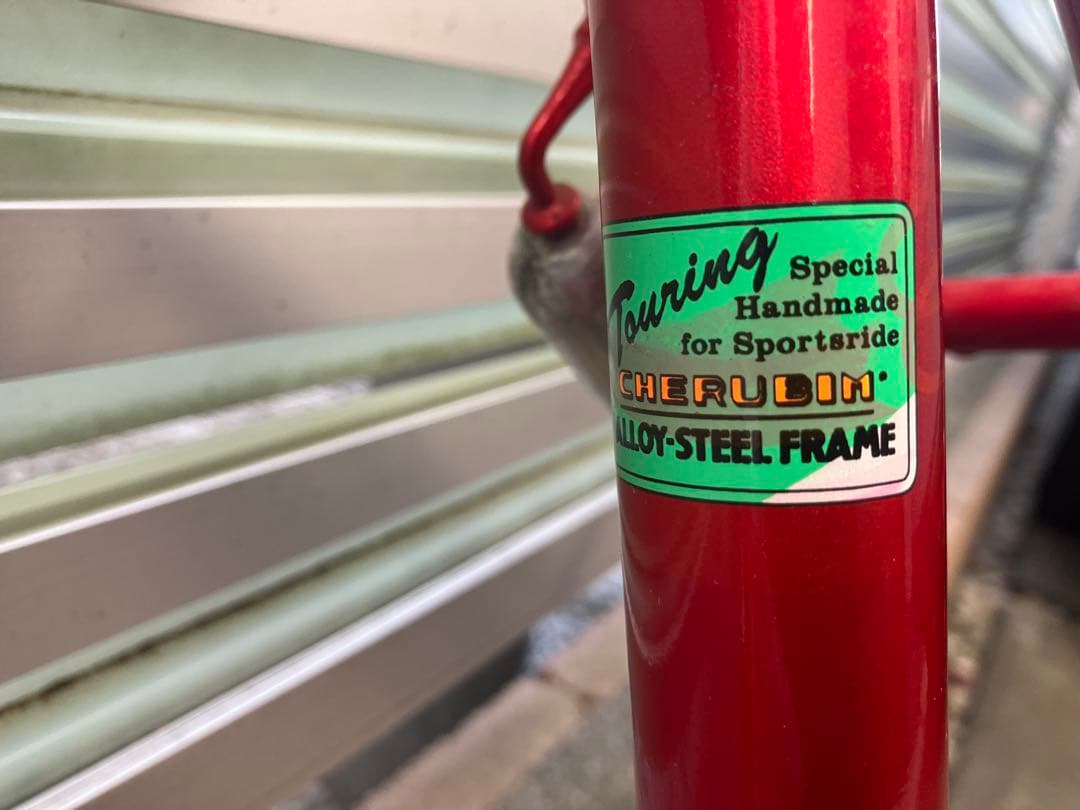 Touring
Special
Handmade
for Sportsride
CHERUBIM
ALLOY-STEEL FRAME